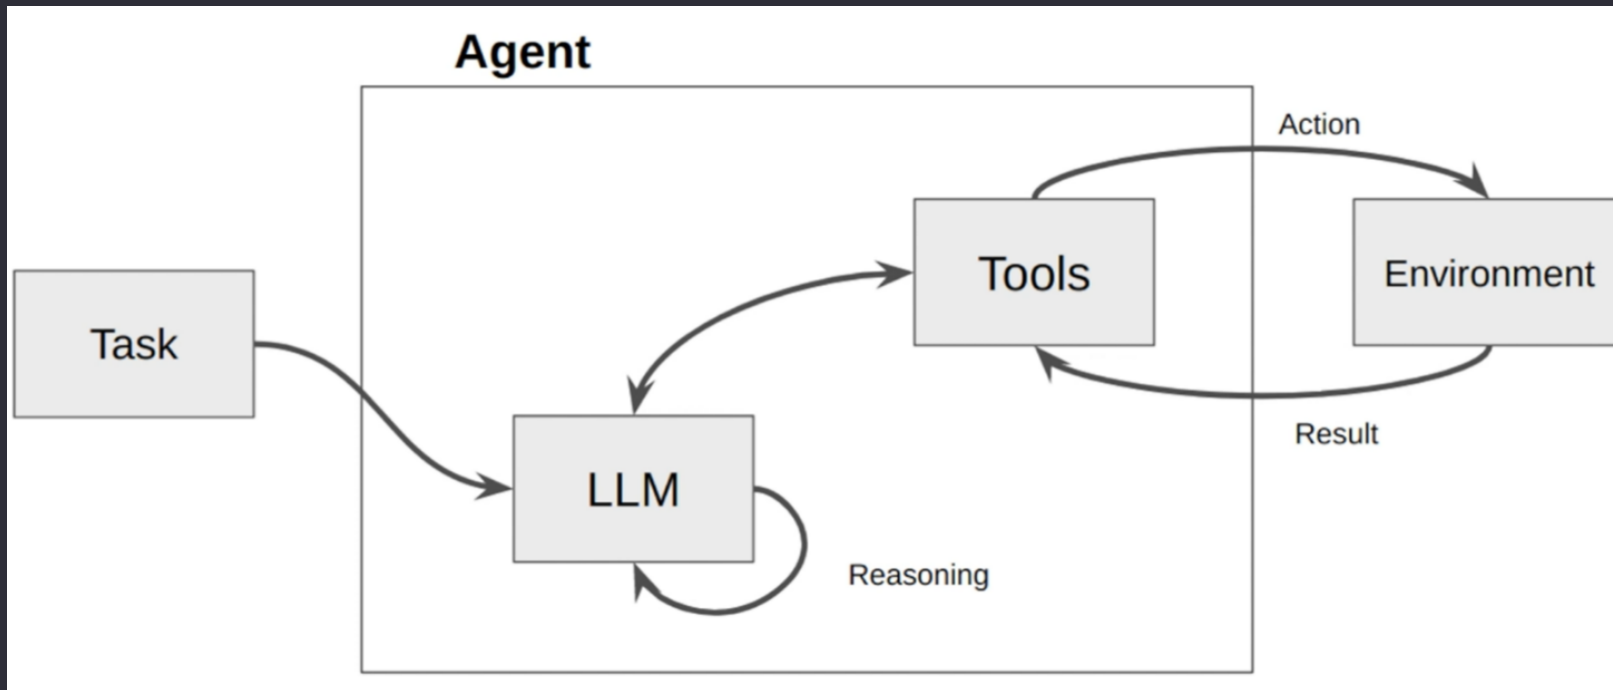 Agent
Action
Tools
Environment
Task
Result
LLM
Reasoning